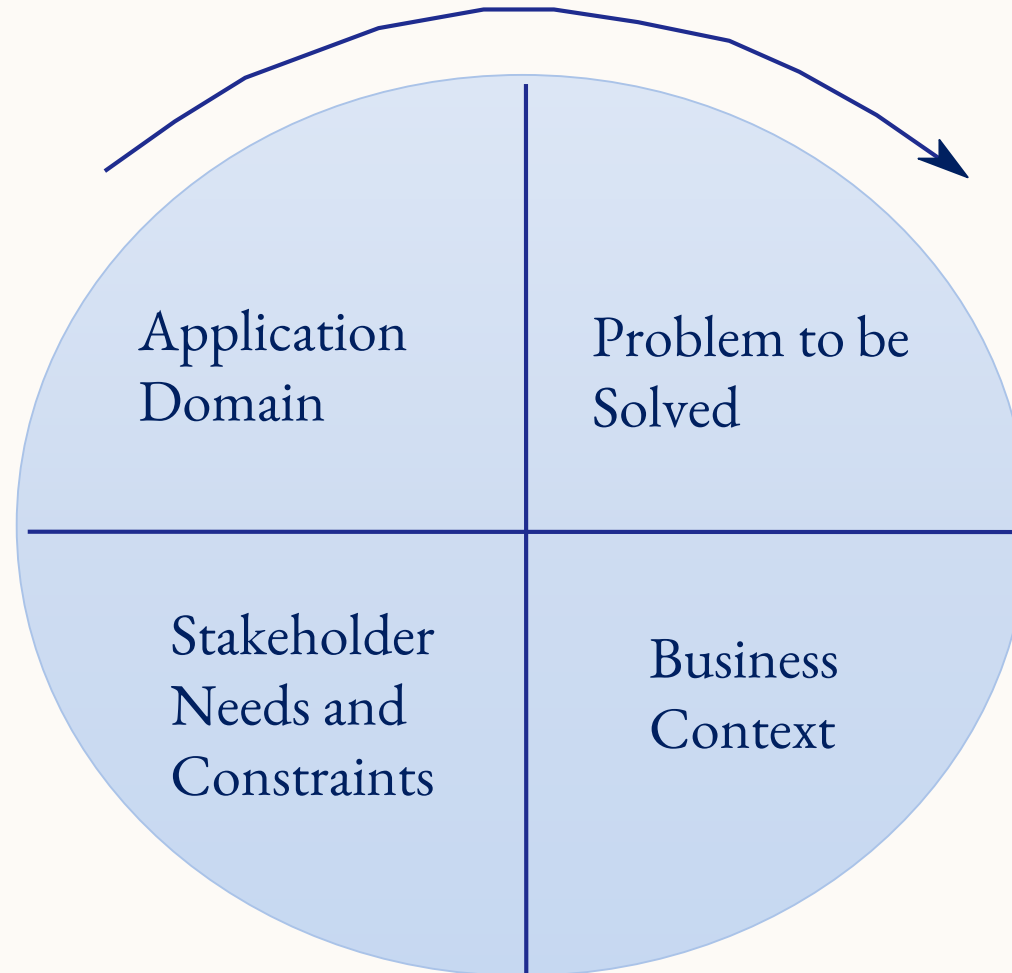 Application
Domain
Problem to be
Solved
Stakeholder
Needs and
Constraints
Business
Context